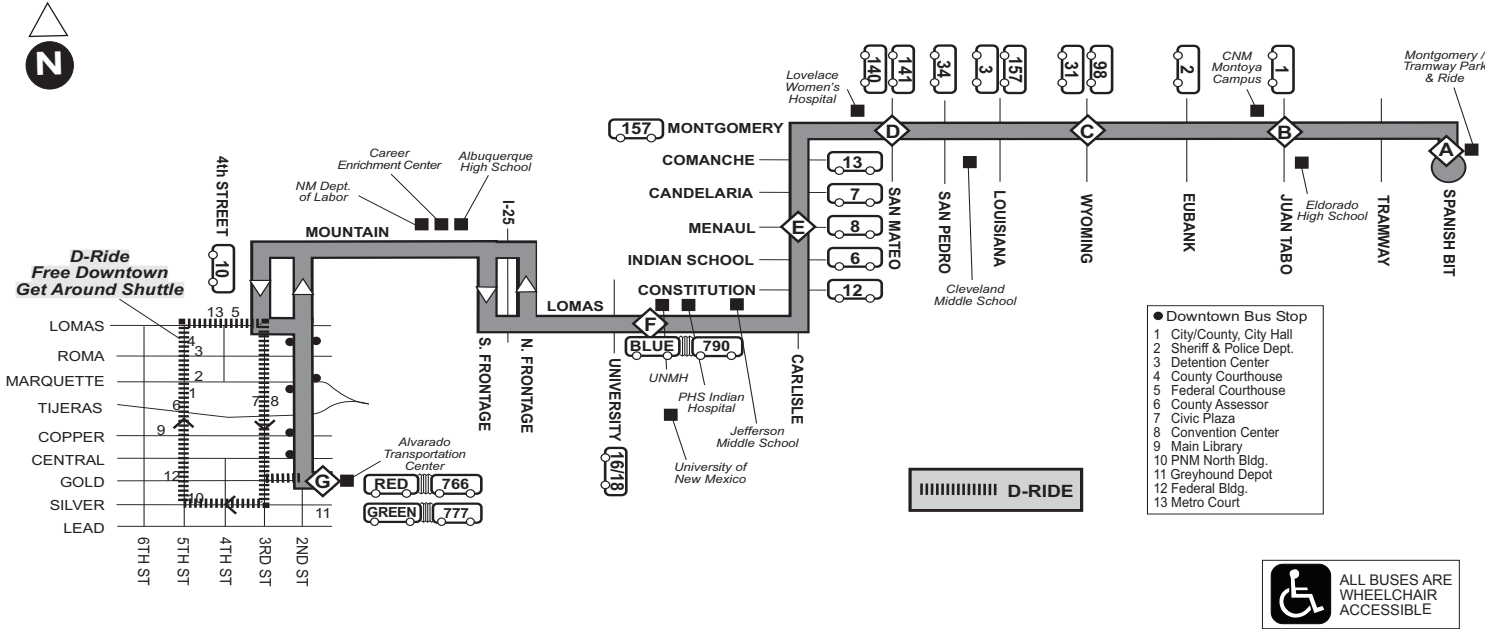 N
D-Ride
Free Downtown
Get Around Shuttle
4th STREET
10
NM Dept.
of Labor
Career
Enrichment Center
Albuquerque
High School
MOUNTAIN
I-25
S. FRONTAGE
N. FRONTAGE
LOMAS
UNIVERSITY
16/18
F
BLUE
790
UNMH
PHS Indian
Hospital
Jefferson
Middle School
University of
New Mexico
CARLISLE
157
MONTGOMERY
COMANCHE
13
CANDELARIA
7
MENAUL
E
8
INDIAN SCHOOL
6
CONSTITUTION
12
Lovelace
Women's
Hospital
140
141
D
SAN MATEO
34
SAN PEDRO
Cleveland
Middle School
3
157
LOUISIANA
31
98
C
WYOMING
2
EUBANK
CNM
Montoya
Campus
1
B
JUAN TABO
Eldorado
High School
TRAMWAY
Montgomery /
Tramway Park
& Ride
A
SPANISH BIT
LOMAS
ROMA
MARQUETTE
TIJERAS
COPPER
CENTRAL
GOLD
SILVER
LEAD
13
5
4
3
2
1
6
7
8
9
12
10
11
6TH ST
5TH ST
4TH ST
3RD ST
2ND ST
G
Alvarado
Transportation
Center
RED
766
GREEN
777
D-RIDE
Downtown Bus Stop
1 City/County, City Hall
2 Sheriff & Police Dept.
3 Detention Center
4 County Courthouse
5 Federal Courthouse
6 County Assessor
7 Civic Plaza
8 Convention Center
9 Main Library
10 PNM North Bldg.
11 Greyhound Depot
12 Federal Bldg.
13 Metro Court
ALL BUSES ARE
WHEELCHAIR
ACCESSIBLE